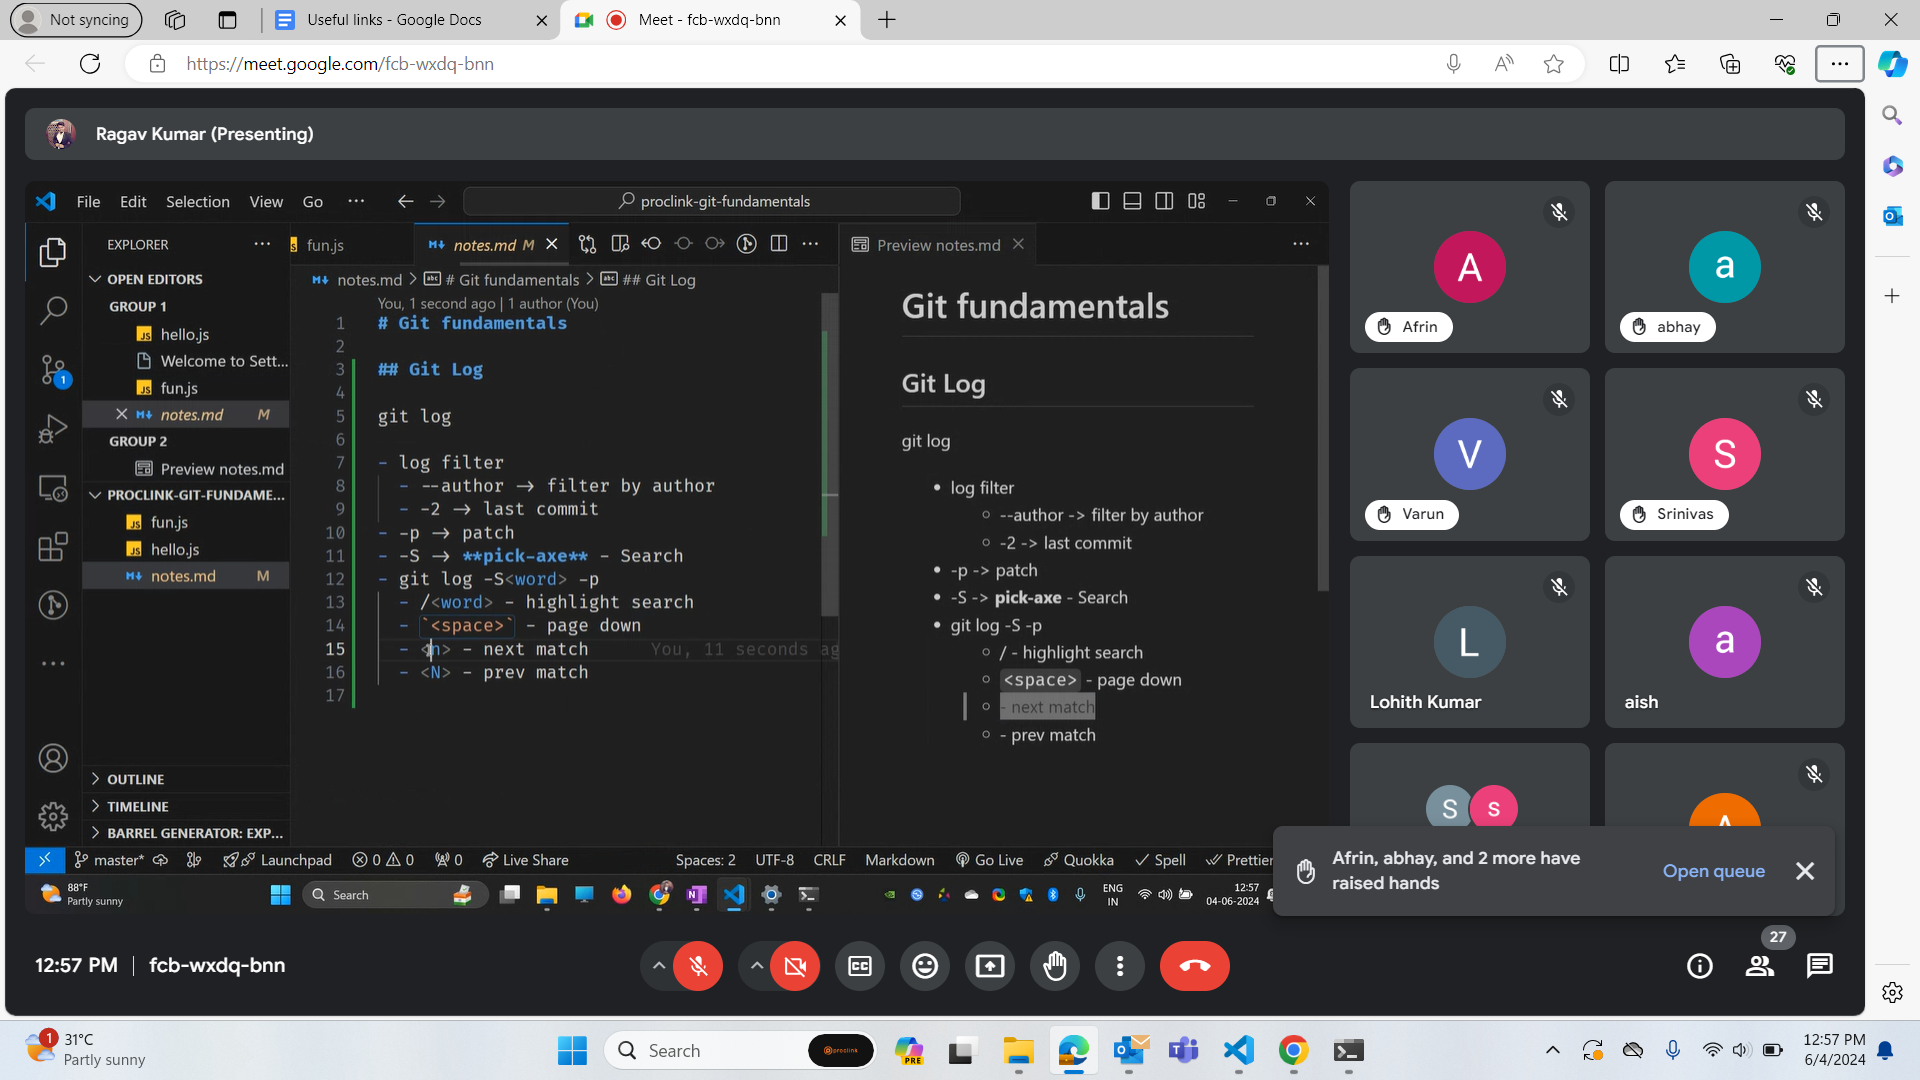 Not syncing
Useful links - Google Docs
Meet - fcb-wxdq-bnn
https://meet.google.com/fcb-wxdq-bnn
Ragav Kumar (Presenting)
File Edit Selection View Go
proclink-git-fundamentals
EXPLORER
OPEN EDITORS
GROUP 1
JS hello.js
Welcome to Sett...
JS fun.js
notes.md M
GROUP 2
Preview notes.md
PROCLINK-GIT-FUNDAME...
JS fun.js
JS hello.js
notes.md M
OUTLINE
TIMELINE
BARREL GENERATOR: EXP...
1
fun.js
notes.md M
notes.md > # Git fundamentals > ## Git Log
You, 1 second ago | 1 author (You)
1 # Git fundamentals
2
3 ## Git Log
4
5 git log
6
7 - log filter
8 - --author -> filter by author
9 - -2 -> last commit
10 - -p -> patch
11 - -S -> **pick-axe** - Search
12 - git log -S<word> -p
13 - /<word> - highlight search
14 - `<space>` - page down
15 - <n> - next match You, 11 seconds ag
16 - <N> - prev match
17
Preview notes.md
Git fundamentals
Git Log
git log
• log filter
◦ --author -> filter by author
◦ -2 -> last commit
• -p -> patch
• -S -> pick-axe - Search
• git log -S -p
◦ / - highlight search
◦ <space> - page down
◦ - next match
◦ - prev match
master* Launchpad 0 0 0 Live Share Spaces: 2 UTF-8 CRLF Markdown Go Live Quokka Spell Prettier
88°F
Partly sunny
Search
ENG
IN
12:57
04-06-2024
A
Afrin
a
abhay
V
Varun
S
Srinivas
L
Lohith Kumar
a
aish
S s
A
Afrin, abhay, and 2 more have
raised hands
Open queue
12:57 PM | fcb-wxdq-bnn
27
1
31°C
Partly sunny
Search
proclink
PRE
12:57 PM
6/4/2024